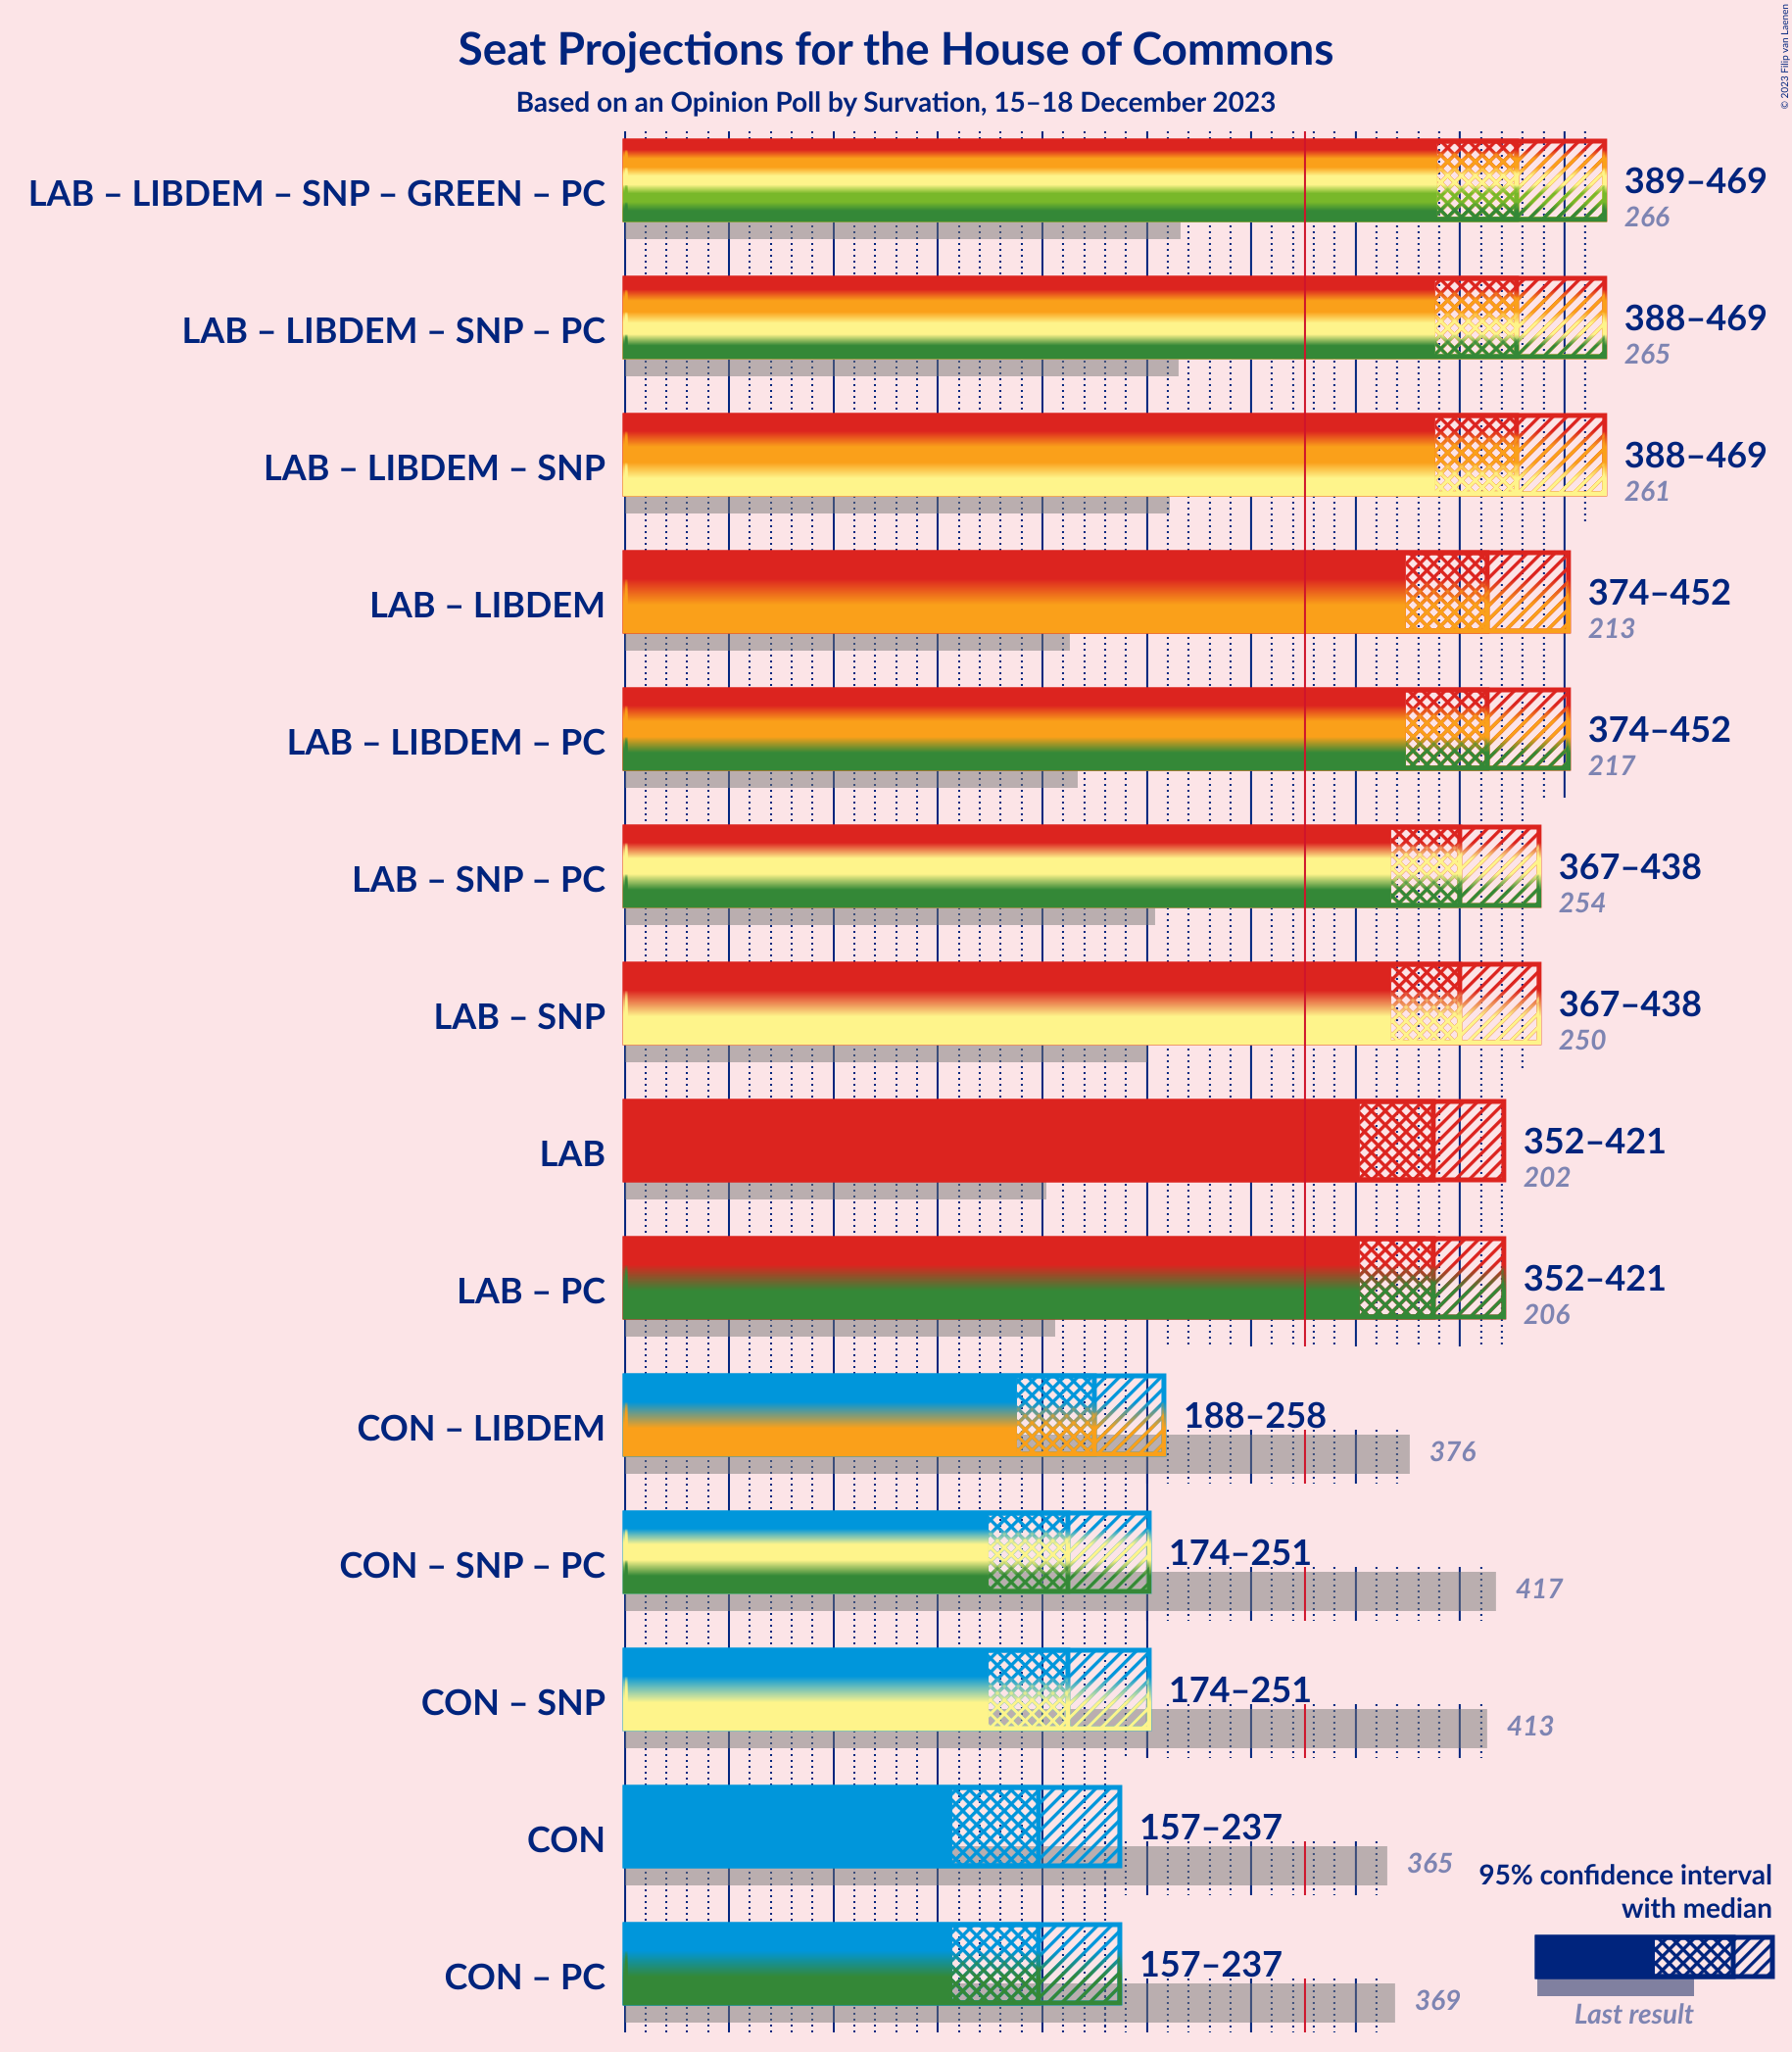 Seat Projections for the House of Commons
Based on an Opinion Poll by Survation, 15–18 December 2023
© 2023 Filip van Laenen
LAB – LIBDEM – SNP – GREEN – PC
389–469
266
LAB – LIBDEM – SNP – PC
388–469
265
LAB – LIBDEM – SNP
388–469
261
LAB – LIBDEM
374–452
213
LAB – LIBDEM – PC
374–452
217
LAB – SNP – PC
367–438
254
LAB – SNP
367–438
250
LAB
352–421
202
LAB – PC
352–421
206
CON – LIBDEM
188–258
376
CON – SNP – PC
174–251
417
CON – SNP
174–251
413
CON
157–237
365
CON – PC
157–237
369
95% confidence interval
with median
Last result